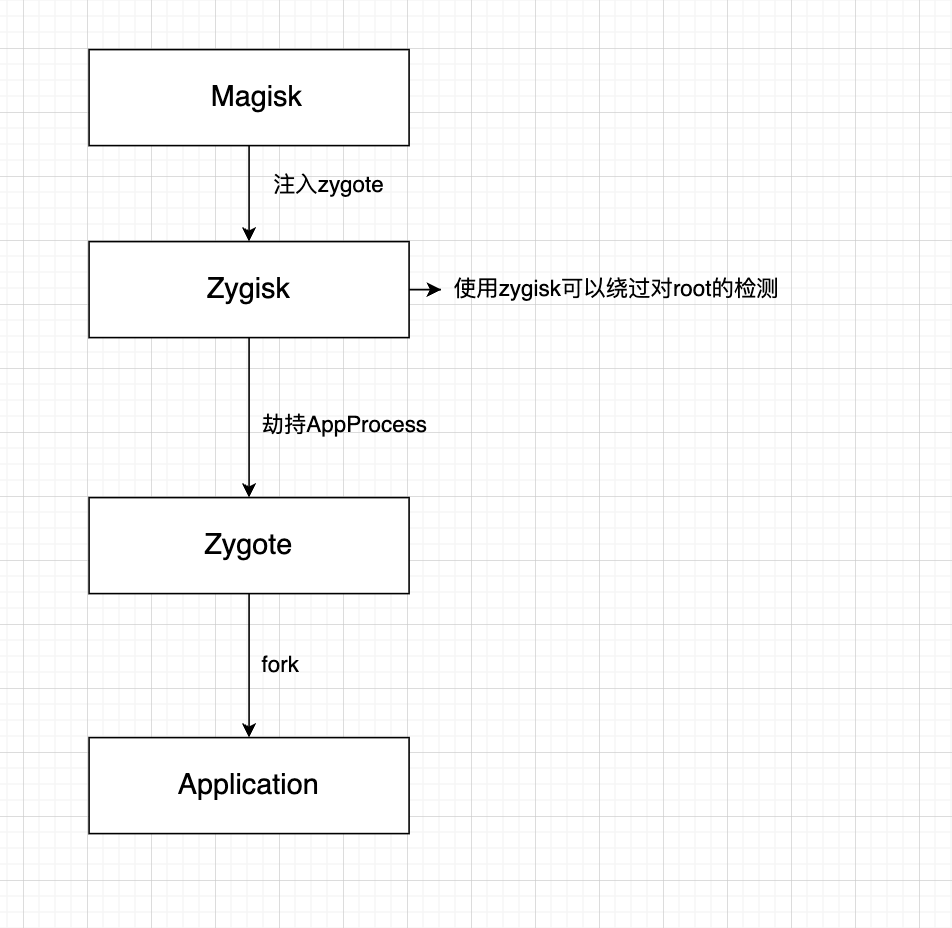 Magisk
注入zygote
Zygisk
使用zygisk可以绕过对root的检测
劫持AppProcess
Zygote
fork
Application